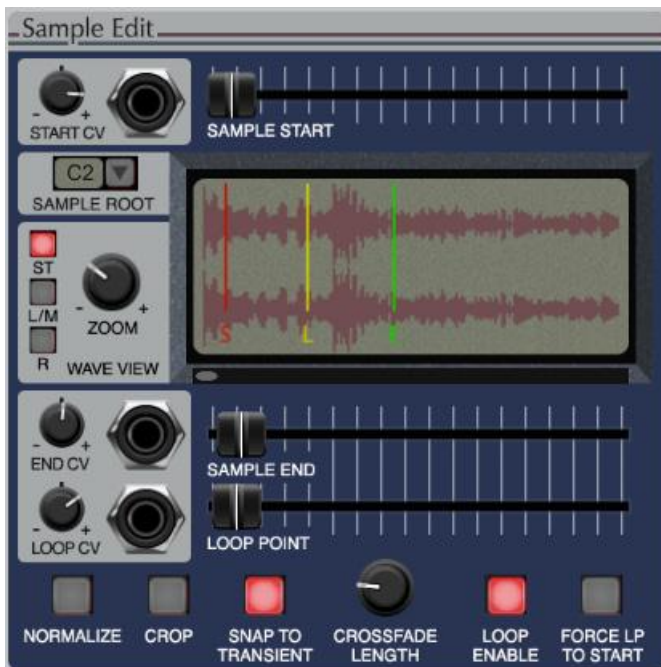 Sample Edit
- +
START CV
SAMPLE START
C2
SAMPLE ROOT
ST
L/M
R
- +
ZOOM
WAVE VIEW
S L E
- +
END CV
SAMPLE END
- +
LOOP CV
LOOP POINT
NORMALIZE
CROP
SNAP TO
TRANSIENT
CROSSFADE
LENGTH
LOOP
ENABLE
FORCE LP
TO START